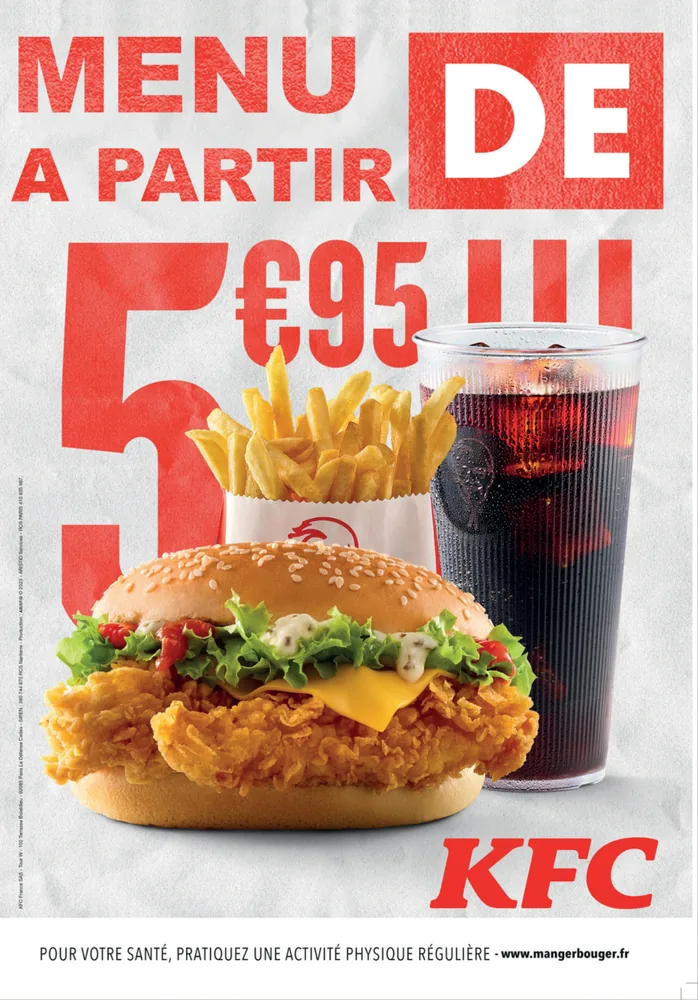 MENU
A PARTIR DE
5€95
KFC
POUR VOTRE SANTÉ, PRATIQUEZ UNE ACTIVITÉ PHYSIQUE RÉGULIÈRE - www.mangerbouger.fr